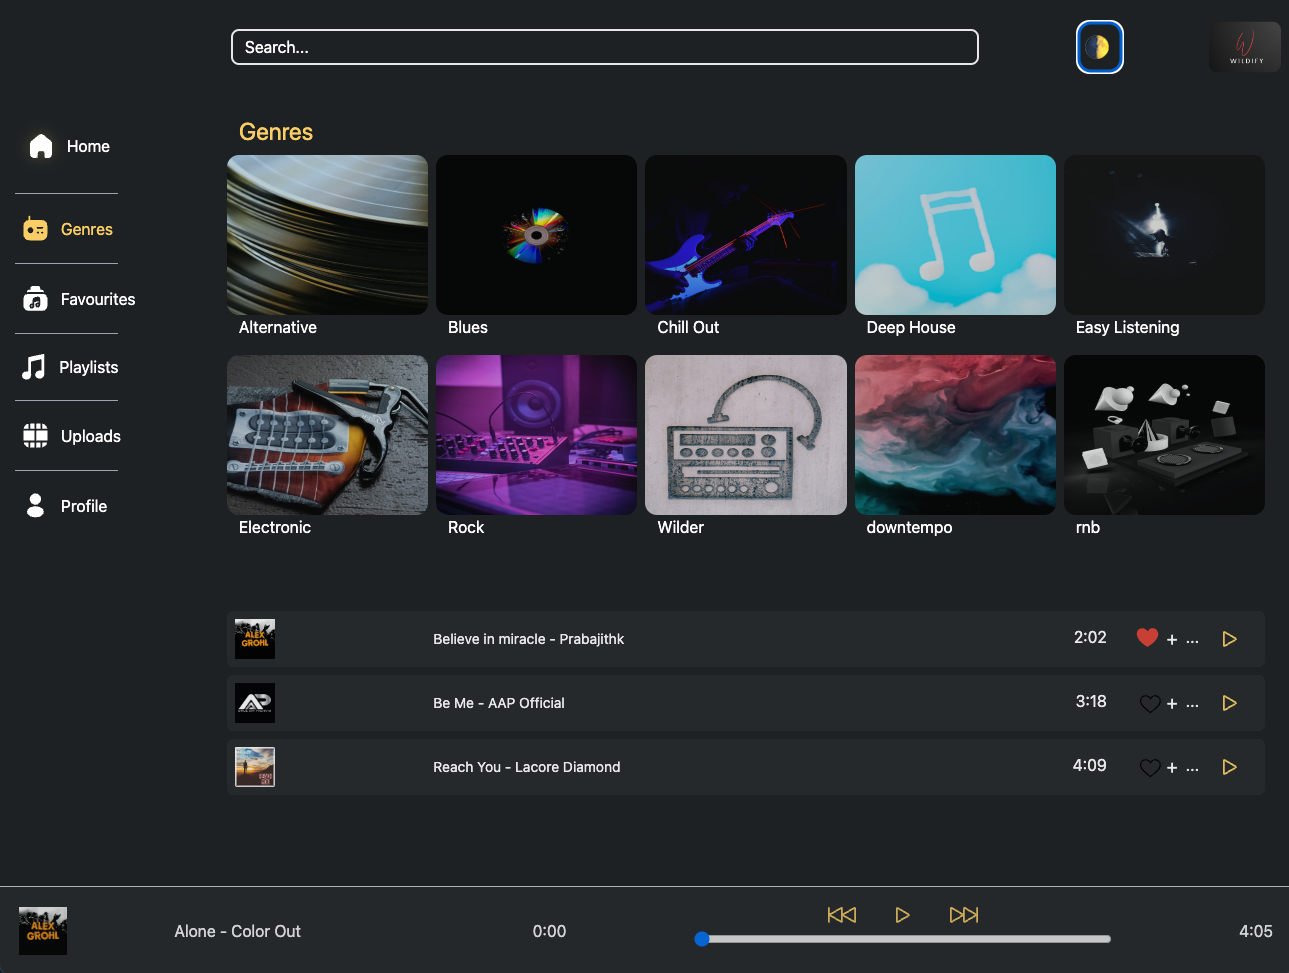 Search...
WILDIFY
Home
Genres
Favourites
Playlists
Uploads
Profile
Genres
Alternative
Blues
Chill Out
Deep House
Easy Listening
Electronic
Rock
Wilder
downtempo
rnb
ALEX
GROHL
Believe in miracle - Prabajithk
2:02
+ ...
AP
Be Me - AAP Official
3:18
+ ...
Reach You - Lacore Diamond
4:09
+ ...
ALEX
GROHL
Alone - Color Out
0:00
4:05